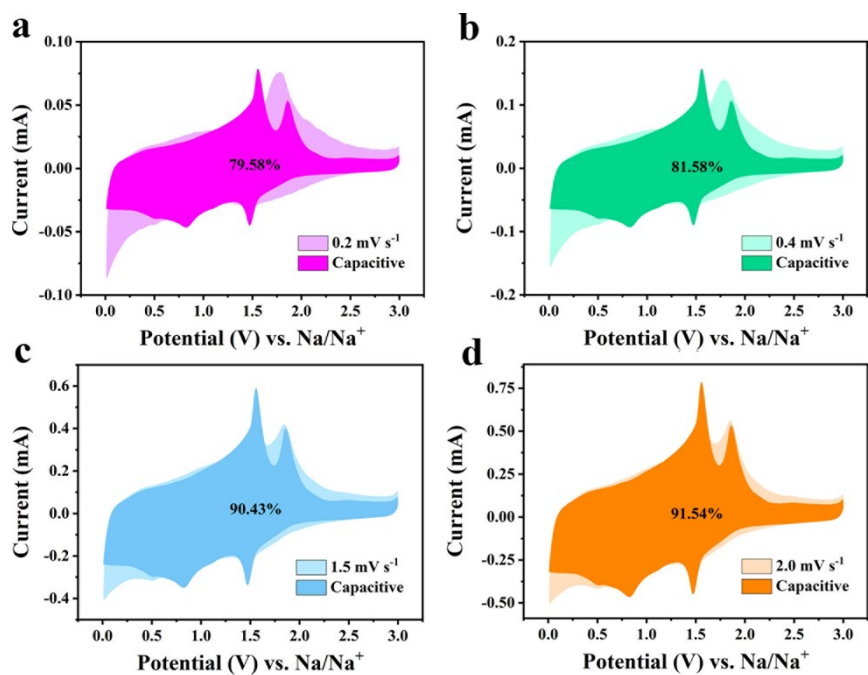 a
0.10
0.05
0.00
-0.05
-0.10
Current (mA)
79.58%
0.2 mV s⁻¹
Capacitive
0.0 0.5 1.0 1.5 2.0 2.5 3.0
Potential (V) vs. Na/Na⁺
b
0.2
0.1
0.0
-0.1
-0.2
Current (mA)
81.58%
0.4 mV s⁻¹
Capacitive
0.0 0.5 1.0 1.5 2.0 2.5 3.0
Potential (V) vs. Na/Na⁺
c
0.6
0.4
0.2
0.0
-0.2
-0.4
Current (mA)
90.43%
1.5 mV s⁻¹
Capacitive
0.0 0.5 1.0 1.5 2.0 2.5 3.0
Potential (V) vs. Na/Na⁺
d
0.75
0.50
0.25
0.00
-0.25
-0.50
Current (mA)
91.54%
2.0 mV s⁻¹
Capacitive
0.0 0.5 1.0 1.5 2.0 2.5 3.0
Potential (V) vs. Na/Na⁺